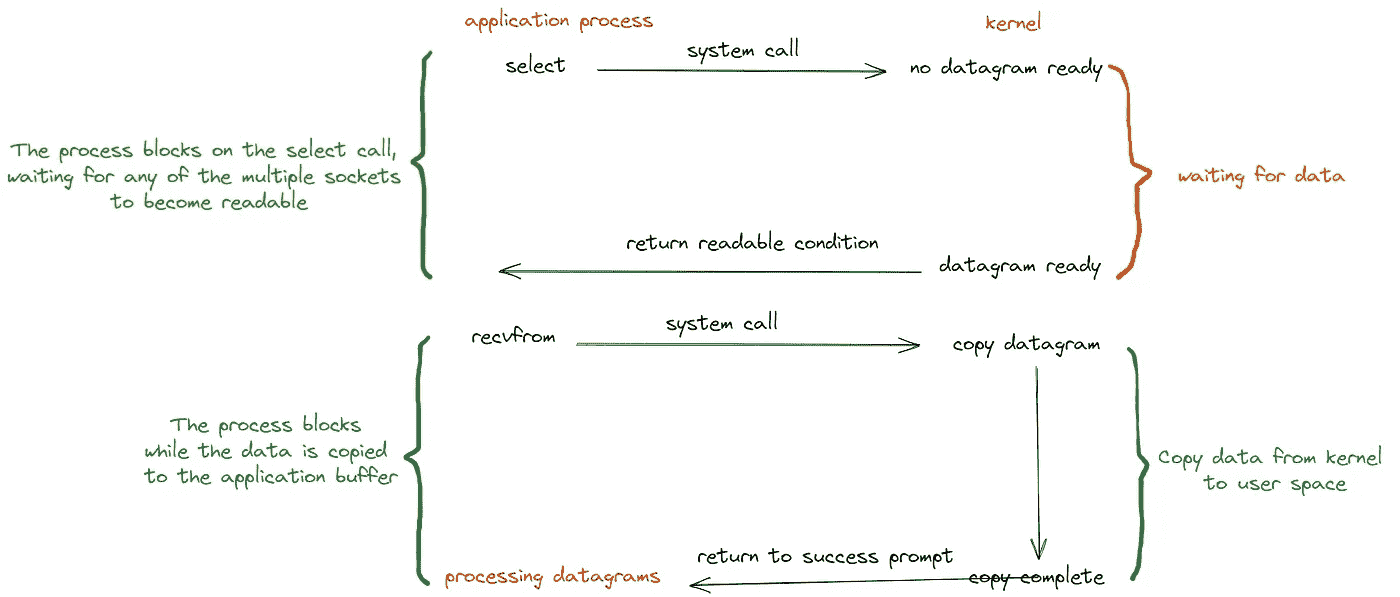 application process
kernel
select
system call
no datagram ready
The process blocks on the select call,
waiting for any of the multiple sockets
to become readable
waiting for data
return readable condition
datagram ready
recvfrom
system call
copy datagram
The process blocks
while the data is copied
to the application buffer
Copy data from kernel
to user space
return to success prompt
processing datagrams
copy complete